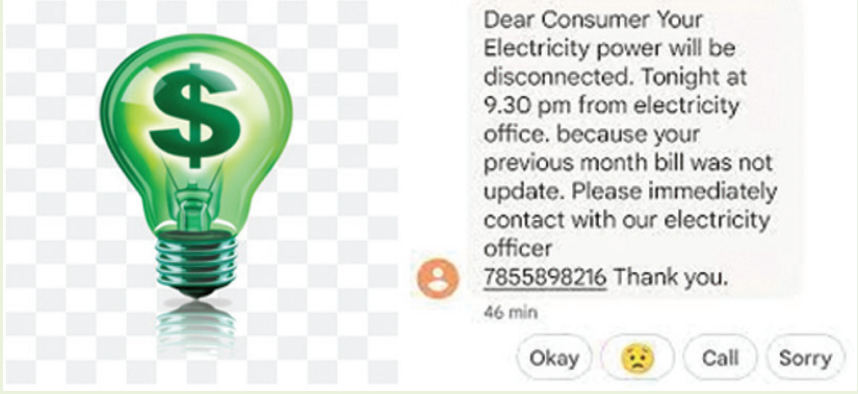 $
Dear Consumer Your
Electricity power will be
disconnected. Tonight at
9.30 pm from electricity
office. because your
previous month bill was not
update. Please immediately
contact with our electricity
officer
7855898216 Thank you.
46 min
Okay Call Sorry